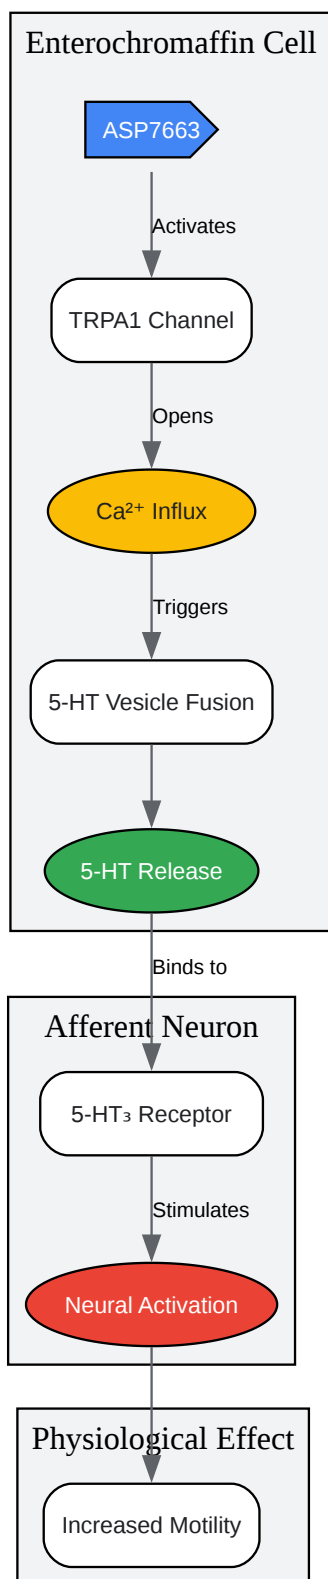 Enterochromaffin Cell
ASP7663
Activates
TRPA1 Channel
Opens
Ca²⁺ Influx
Triggers
5-HT Vesicle Fusion
5-HT Release
Binds to
Afferent Neuron
5-HT₃ Receptor
Stimulates
Neural Activation
Physiological Effect
Increased Motility